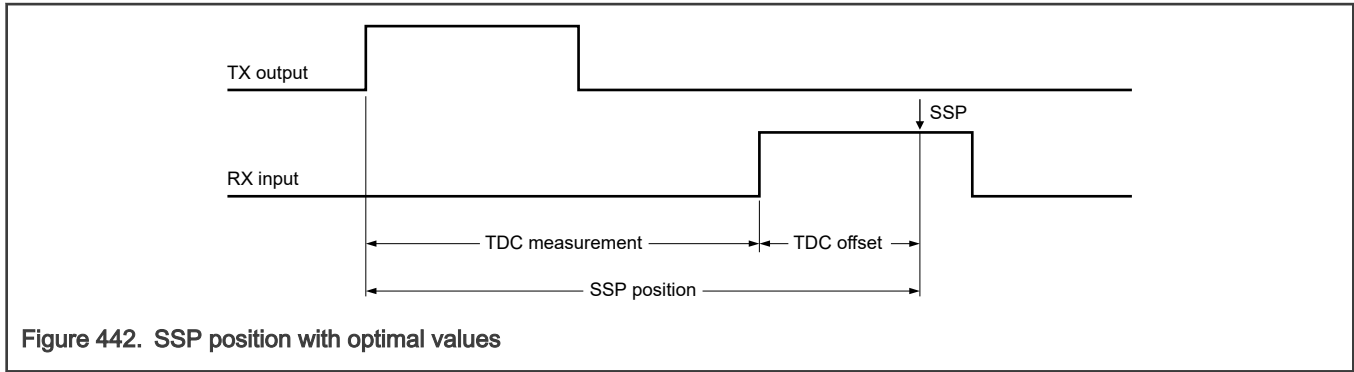 TX output
SSP
RX input
TDC measurement
TDC offset
SSP position
Figure 442. SSP position with optimal values